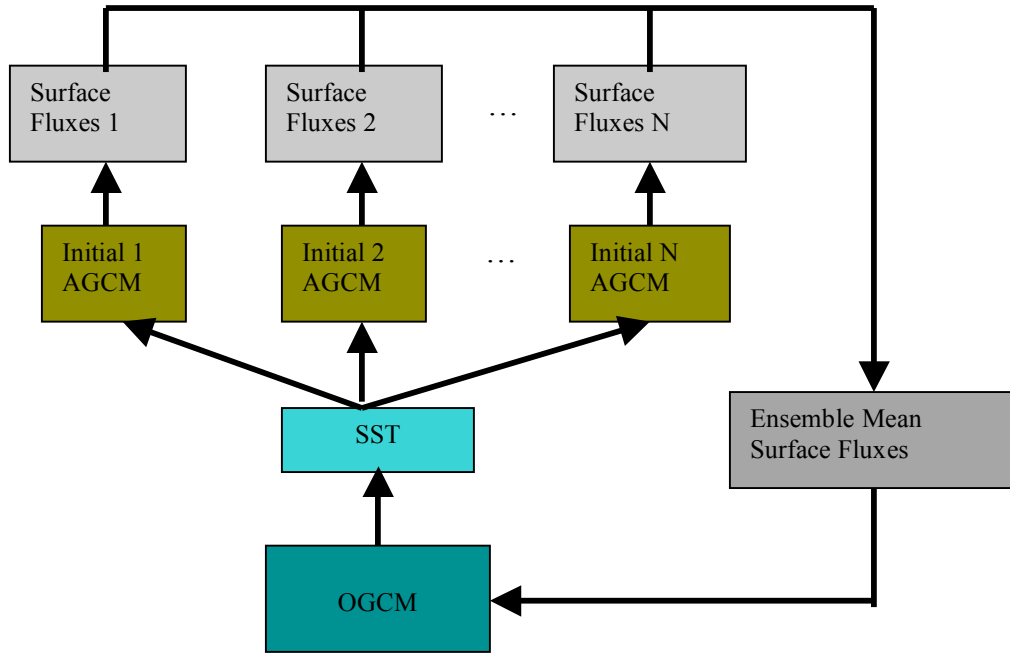 Surface
Fluxes 1
Surface
Fluxes 2
...
Surface
Fluxes N
Initial 1
AGCM
Initial 2
AGCM
...
Initial N
AGCM
SST
Ensemble Mean
Surface Fluxes
OGCM